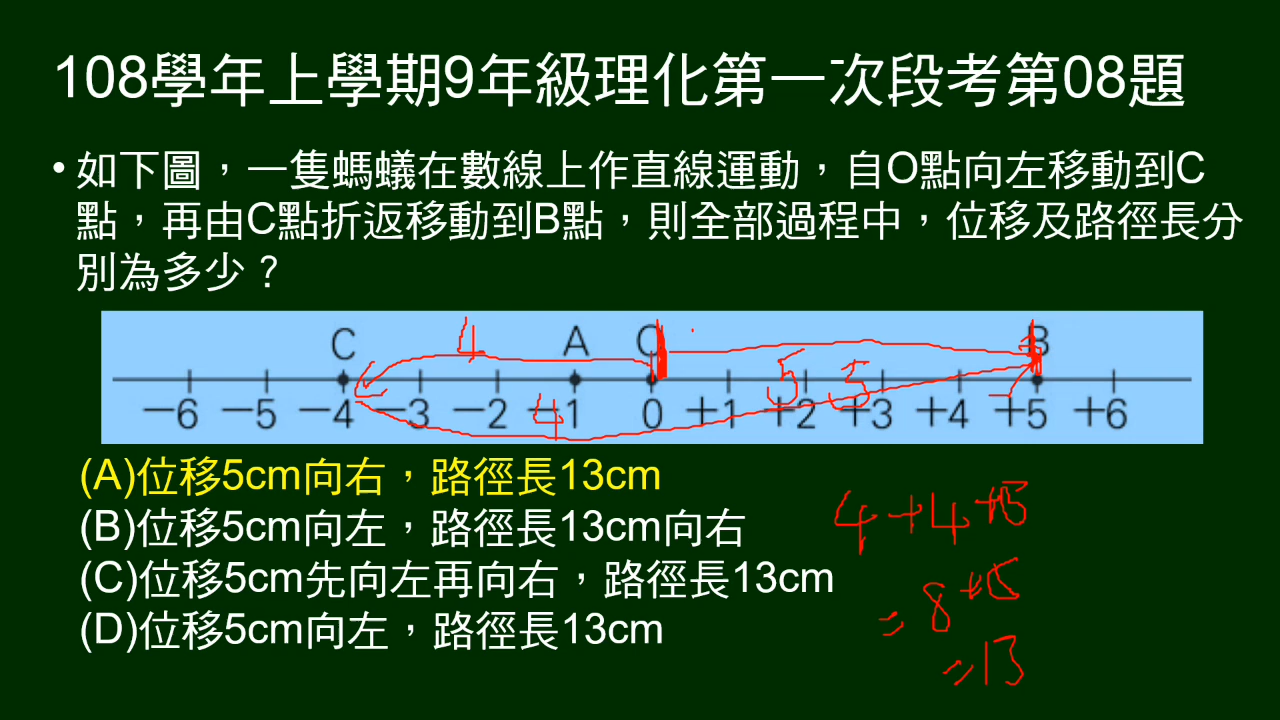 108學年上學期9年級理化第一次段考第08題
• 如下圖，一隻螞蟻在數線上作直線運動，自O點向左移動到C
點，再由C點折返移動到B點，則全部過程中，位移及路徑長分
別為多少？
C A O B
4 5 5
−6 −5 −4 −3 −2 −1 0 +1 +2 +3 +4 +5 +6
4
(A)位移5cm向右，路徑長13cm
(B)位移5cm向左，路徑長13cm向右
(C)位移5cm先向左再向右，路徑長13cm
(D)位移5cm向左，路徑長13cm
4+4+5
=8+5
=13